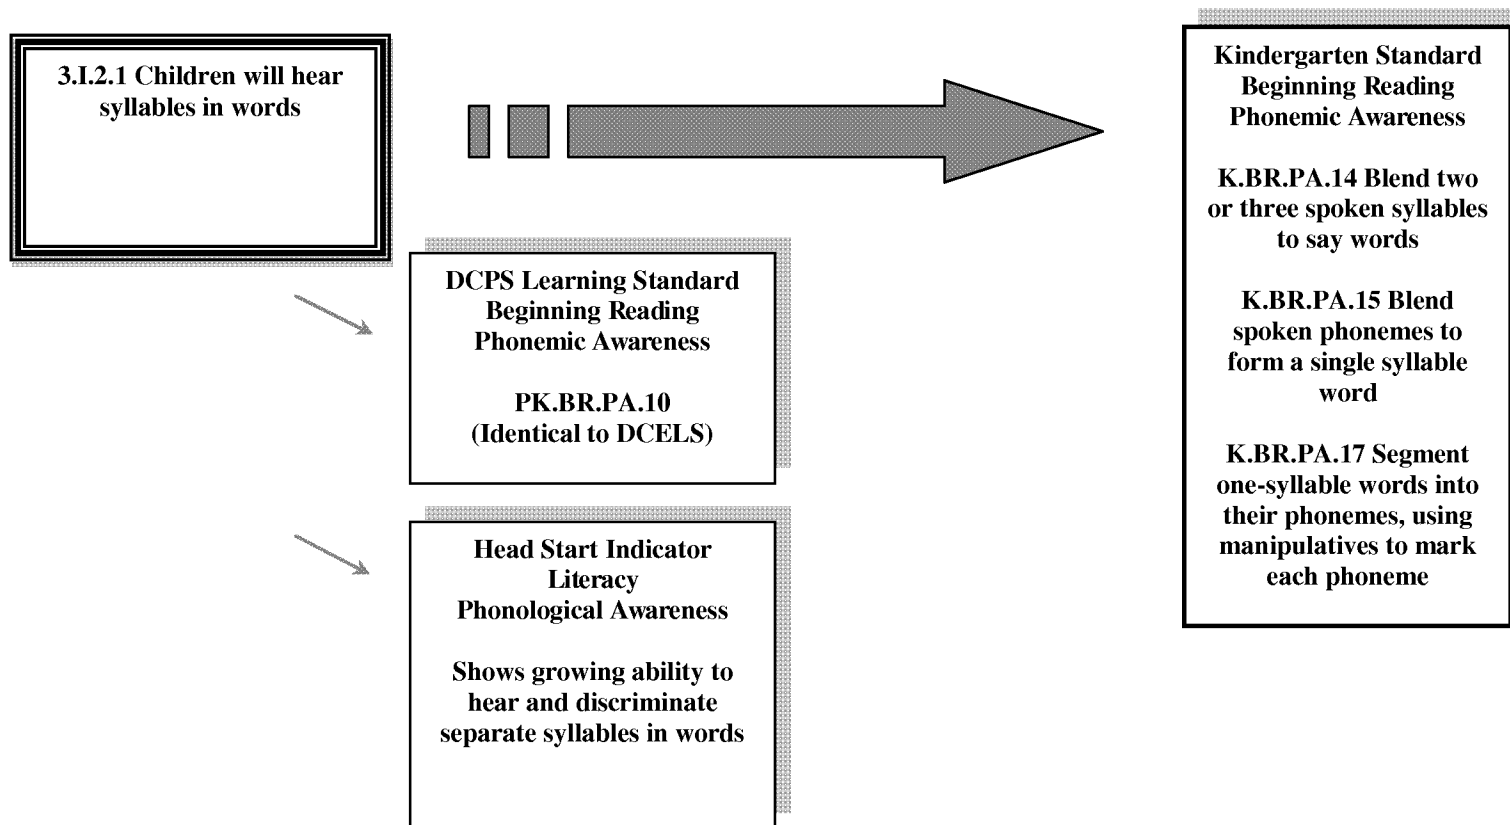 3.I.2.1 Children will hear
syllables in words
DCPS Learning Standard
Beginning Reading
Phonemic Awareness
PK.BR.PA.10
(Identical to DCELS)
Head Start Indicator
Literacy
Phonological Awareness
Shows growing ability to
hear and discriminate
separate syllables in words
Kindergarten Standard
Beginning Reading
Phonemic Awareness
K.BR.PA.14 Blend two
or three spoken syllables
to say words
K.BR.PA.15 Blend
spoken phonemes to
form a single syllable
word
K.BR.PA.17 Segment
one-syllable words into
their phonemes, using
manipulatives to mark
each phoneme